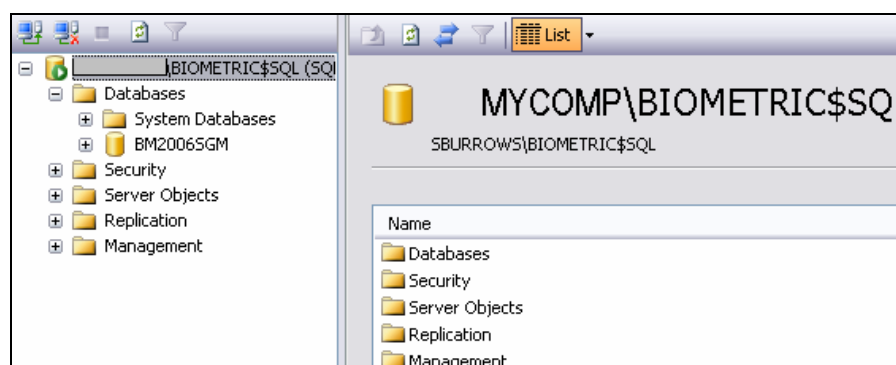 \BIOMETRIC$SQL (SQ
Databases
System Databases
BM2006SGM
Security
Server Objects
Replication
Management
List
MYCOMP\BIOMETRIC$SQ
SBURROWS\BIOMETRIC$SQL
Name
Databases
Security
Server Objects
Replication
Management